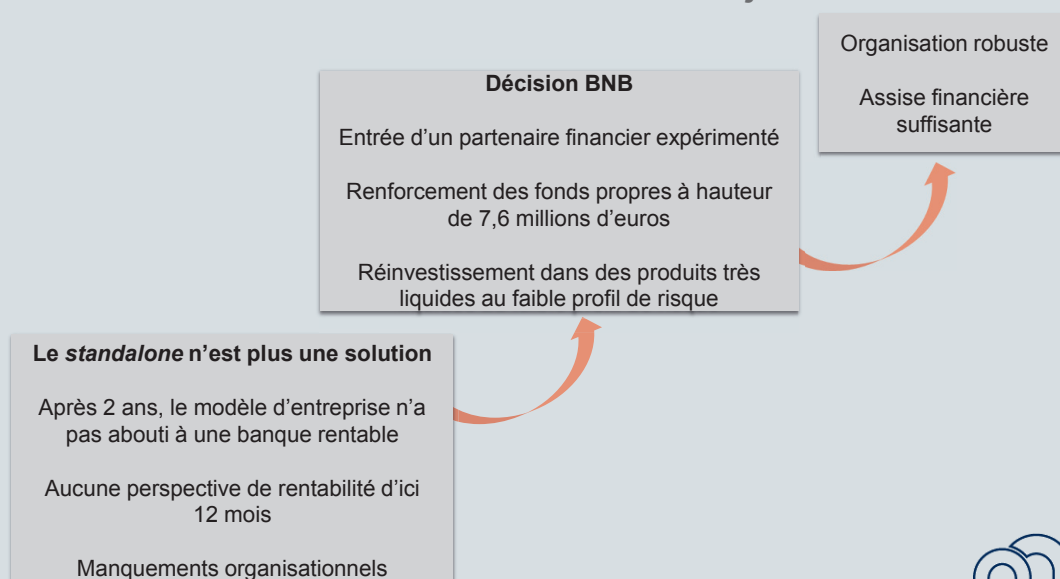 Organisation robuste
Assise financière
suffisante
Décision BNB
Entrée d’un partenaire financier expérimenté
Renforcement des fonds propres à hauteur
de 7,6 millions d’euros
Réinvestissement dans des produits très
liquides au faible profil de risque
Le standalone n’est plus une solution
Après 2 ans, le modèle d’entreprise n’a
pas abouti à une banque rentable
Aucune perspective de rentabilité d’ici
12 mois
Manquements organisationnels